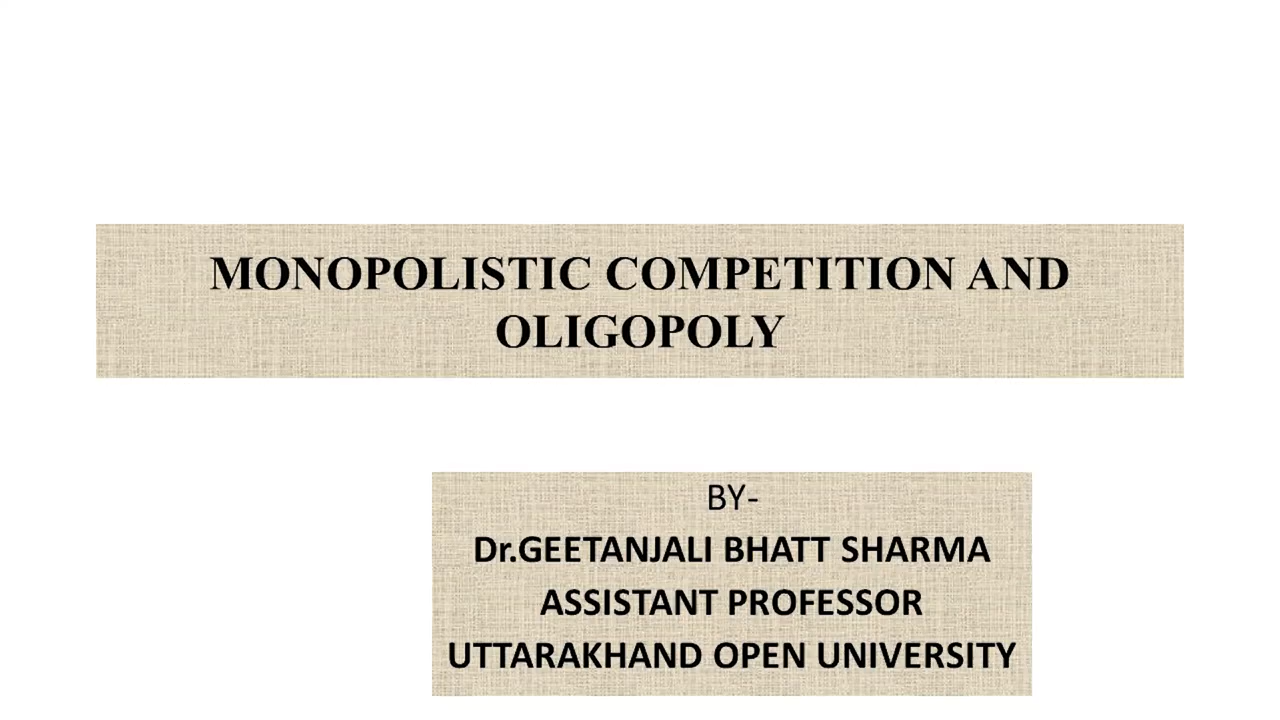 MONOPOLISTIC COMPETITION AND
OLIGOPOLY
BY-
Dr.GEETANJALI BHATT SHARMA
ASSISTANT PROFESSOR
UTTARAKHAND OPEN UNIVERSITY